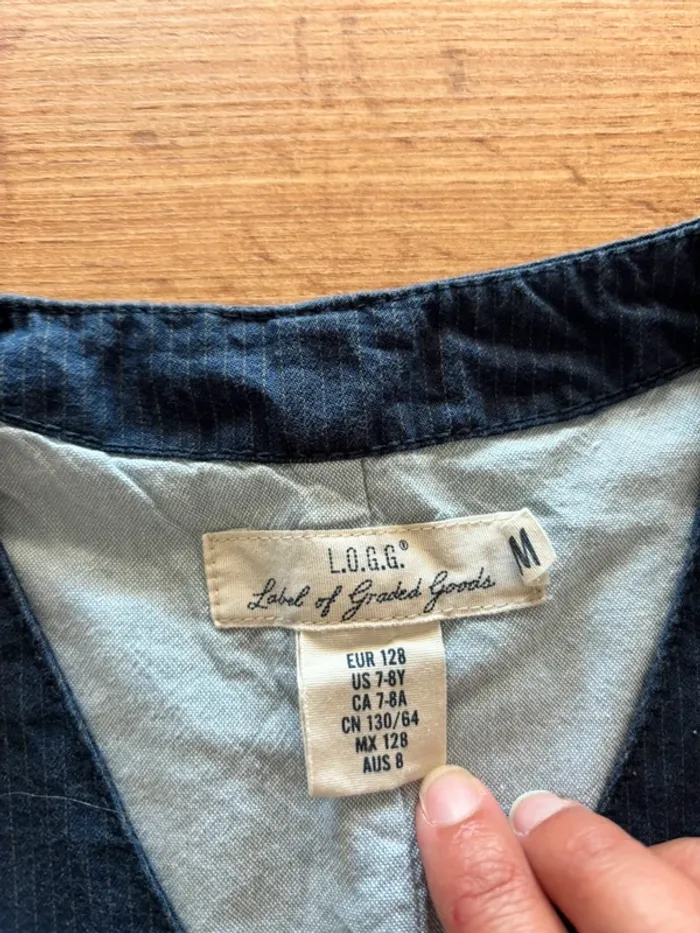 L.O.G.G.®
Label of Graded Goods
M
EUR 128
US 7-8Y
CA 7-8A
CN 130/64
MX 128
AUS 8